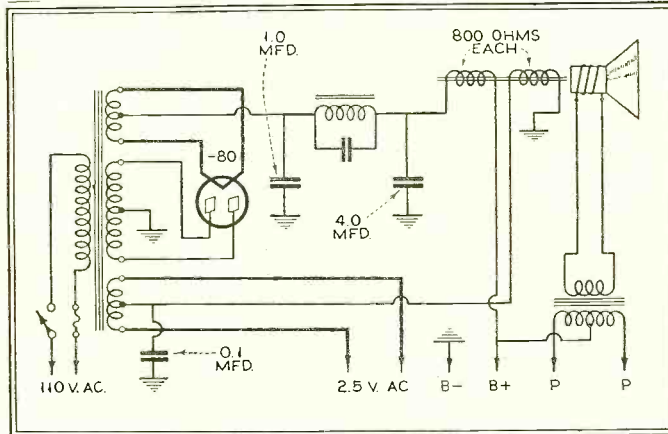 1.0
MFD.
800 OHMS
EACH
-80
4.0
MFD.
0.1
MFD.
110 V. AC.
2.5 V. AC
B-
B+
P
P